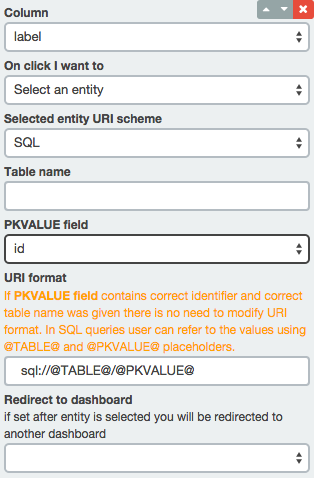 Column
label
On click I want to
Select an entity
Selected entity URI scheme
SQL
Table name
PKVALUE field
id
URI format
If PKVALUE field contains correct identifier and correct
table name was given there is no need to modify URI
format. In SQL queries user can refer to the values using
@TABLE@ and @PKVALUE@ placeholders.
sql://@TABLE@/@PKVALUE@
Redirect to dashboard
if set after entity is selected you will be redirected to
another dashboard